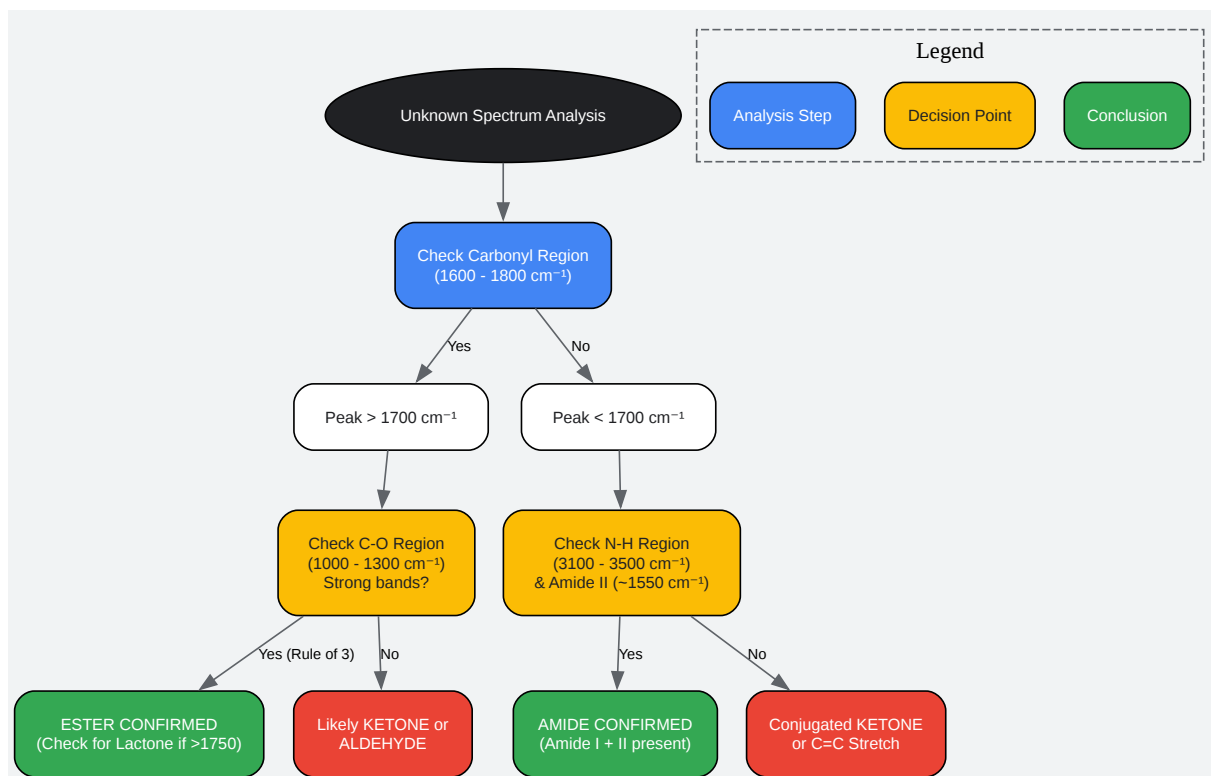 Legend
Analysis Step
Decision Point
Conclusion
Unknown Spectrum Analysis
Check Carbonyl Region
(1600 - 1800 cm⁻¹)
Yes
No
Peak > 1700 cm⁻¹
Peak < 1700 cm⁻¹
Check C-O Region
(1000 - 1300 cm⁻¹)
Strong bands?
Check N-H Region
(3100 - 3500 cm⁻¹)
& Amide II (~1550 cm⁻¹)
Yes (Rule of 3)
No
Yes
No
ESTER CONFIRMED
(Check for Lactone if >1750)
Likely KETONE or
ALDEHYDE
AMIDE CONFIRMED
(Amide I + II present)
Conjugated KETONE
or C=C Stretch